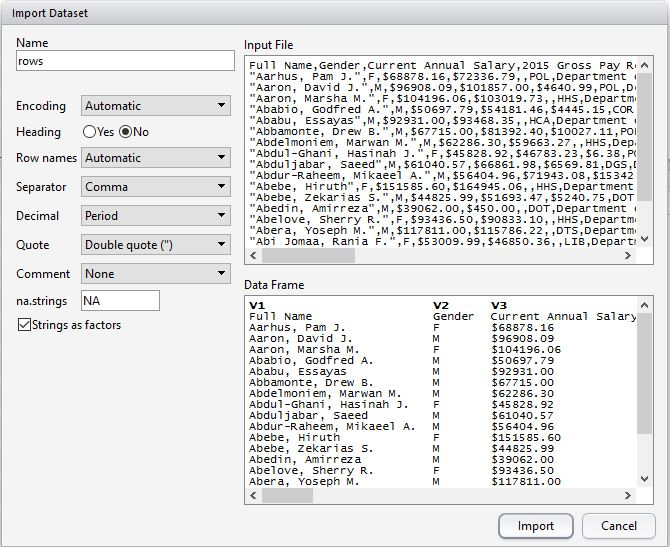 Import Dataset
Name
rows
Encoding Automatic
Heading Yes No
Row names Automatic
Separator Comma
Decimal Period
Quote Double quote (")
Comment None
na.strings NA
Strings as factors
Input File
Full Name,Gender,Current Annual Salary,2015 Gross Pay Re
"Aarhus, Pam J.",F,$68878.16,$72336.79,,POL,Department o
"Aaron, David J.",M,$96908.09,$101857.00,$4640.99,POL,De
"Aaron, Marsha M.",F,$104196.06,$103019.73,,HHS,Departme
"Ababio, Godfred A.",M,$50697.79,$54181.46,$4445.15,COR,
"Ababu, Essayas",M,$92931.00,$93468.35,,HCA,Department o
"Abbamonte, Drew B.",M,$67715.00,$81392.40,$10027.11,POL
"Abdelmoniem, Marwan M.",M,$62286.30,$59663.27,,HHS,Depa
"Abdul-Ghani, Hasinah J.",F,$45828.92,$46783.23,$6.38,PO
"Abduljabar, Saeed",M,$61040.57,$66861.98,$6569.81,DGS,D
"Abdur-Raheem, Mikaeel A.",M,$56404.96,$71943.08,$15342
"Abebe, Hiruth",F,$151585.60,$164945.06,,HHS,Department
"Abebe, Zekarias S.",M,$44825.99,$51693.47,$5240.75,DOT
"Abedin, Amirreza",M,$39062.00,$450.00,,DOT,Department o
"Abelove, Sherry R.",F,$93436.50,$90833.10,,HHS,Departme
"Abera, Yoseph M.",M,$117811.00,$115786.22,,DTS,Departme
"Abi Jomaa, Rania F.",F,$53009.99,$46850.36,,LIB,Departm
Data Frame
V1 V2 V3
Full Name Gender Current Annual Salary
Aarhus, Pam J. F $68878.16
Aaron, David J. M $96908.09
Aaron, Marsha M. F $104196.06
Ababio, Godfred A. M $50697.79
Ababu, Essayas M $92931.00
Abbamonte, Drew B. M $67715.00
Abdelmoniem, Marwan M. M $62286.30
Abdul-Ghani, Hasinah J. F $45828.92
Abduljabar, Saeed M $61040.57
Abdur-Raheem, Mikaeel A. M $56404.96
Abebe, Hiruth F $151585.60
Abebe, Zekarias S. M $44825.99
Abedin, Amirreza M $39062.00
Abelove, Sherry R. F $93436.50
Abera, Yoseph M. M $117811.00
Import Cancel